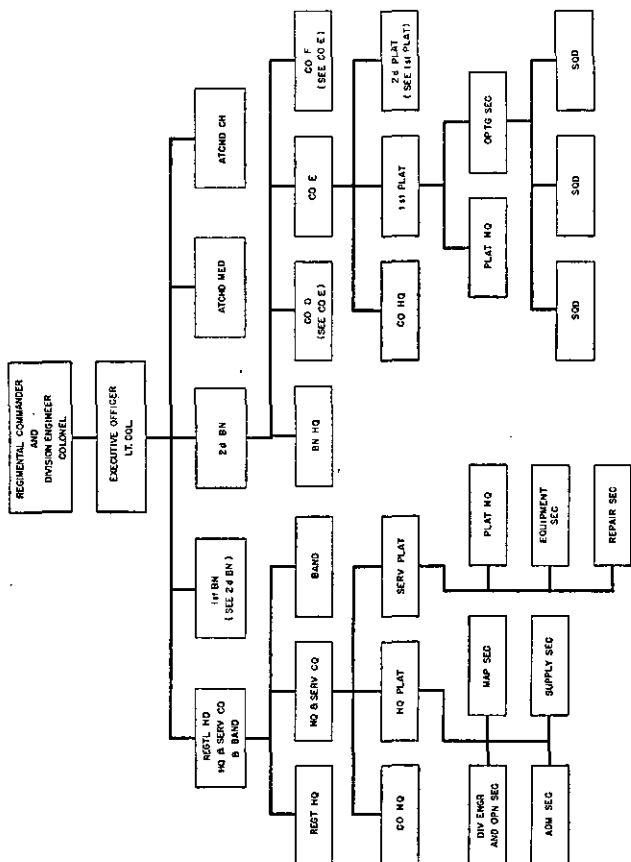 REGIMENTAL COMMANDER
AND
DIVISION ENGINEER
COLONEL
EXECUTIVE OFFICER
LT. COL.
REGTL HQ
HQ & SERV CO
& BAND
1st BN
(SEE 2d BN)
2d BN
ATCHD MED
ATCHD CH
REGT HQ
HQ & SERV CO
BAND
BN HQ
CO D
(SEE CO E)
CO E
CO F
(SEE CO E)
CO HQ
HQ PLAT
SERV PLAT
CO HQ
1st PLAT
2d PLAT
(SEE 1st PLAT)
DIV ENGR
AND OPN SEC
MAP SEC
ADM SEC
SUPPLY SEC
PLAT HQ
EQUIPMENT
SEC
REPAIR SEC
PLAT HQ
OPTG SEC
SQD
SQD
SQD